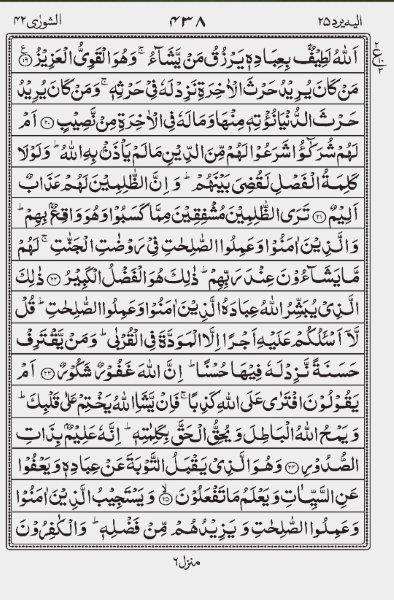 الیه یرد ۲۵ ۴۳۸ الشورٰی ۴۲
اَللّٰهُ لَطِیْفٌۢ بِعِبَادِهٖ یَرْزُقُ مَنْ یَّشَآءُ ۚ وَهُوَ الْقَوِیُّ الْعَزِیْزُ ﴿۱۹﴾
مَنْ كَانَ یُرِیْدُ حَرْثَ الْاٰخِرَةِ نَزِدْ لَهٗ فِیْ حَرْثِهٖ ۚ وَمَنْ كَانَ یُرِیْدُ
حَرْثَ الدُّنْیَا نُؤْتِهٖ مِنْهَا وَمَا لَهٗ فِی الْاٰخِرَةِ مِنْ نَّصِیْبٍ ﴿۲۰﴾ اَمْ
لَهُمْ شُرَكٰٓؤُا شَرَعُوْا لَهُمْ مِّنَ الدِّیْنِ مَا لَمْ یَاْذَنْۢ بِهِ اللّٰهُ ؕ وَلَوْلَا
كَلِمَةُ الْفَصْلِ لَقُضِیَ بَیْنَهُمْ ؕ وَاِنَّ الظّٰلِمِیْنَ لَهُمْ عَذَابٌ
اَلِیْمٌ ﴿۲۱﴾ تَرَی الظّٰلِمِیْنَ مُشْفِقِیْنَ مِمَّا كَسَبُوْا وَهُوَ وَاقِعٌۢ بِهِمْ ؕ
وَالَّذِیْنَ اٰمَنُوْا وَعَمِلُوا الصّٰلِحٰتِ فِیْ رَوْضٰتِ الْجَنّٰتِ ۚ لَهُمْ
مَّا یَشَآءُوْنَ عِنْدَ رَبِّهِمْ ؕ ذٰلِكَ هُوَ الْفَضْلُ الْكَبِیْرُ ﴿۲۲﴾ ذٰلِكَ
الَّذِیْ یُبَشِّرُ اللّٰهُ عِبَادَهُ الَّذِیْنَ اٰمَنُوْا وَعَمِلُوا الصّٰلِحٰتِ ؕ قُلْ
لَّاۤ اَسْـَٔلُكُمْ عَلَیْهِ اَجْرًا اِلَّا الْمَوَدَّةَ فِی الْقُرْبٰی ؕ وَمَنْ یَّقْتَرِفْ
حَسَنَةً نَّزِدْ لَهٗ فِیْهَا حُسْنًا ؕ اِنَّ اللّٰهَ غَفُوْرٌ شَكُوْرٌ ﴿۲۳﴾ اَمْ
یَقُوْلُوْنَ افْتَرٰی عَلَی اللّٰهِ كَذِبًا ۚ فَاِنْ یَّشَاِ اللّٰهُ یَخْتِمْ عَلٰی قَلْبِكَ ؕ
وَیَمْحُ اللّٰهُ الْبَاطِلَ وَیُحِقُّ الْحَقَّ بِكَلِمٰتِهٖ ؕ اِنَّهٗ عَلِیْمٌۢ بِذَاتِ
الصُّدُوْرِ ﴿۲۴﴾ وَهُوَ الَّذِیْ یَقْبَلُ التَّوْبَةَ عَنْ عِبَادِهٖ وَیَعْفُوْا
عَنِ السَّیِّاٰتِ وَیَعْلَمُ مَا تَفْعَلُوْنَ ﴿۲۵﴾ وَیَسْتَجِیْبُ الَّذِیْنَ اٰمَنُوْا
وَعَمِلُوا الصّٰلِحٰتِ وَیَزِیْدُهُمْ مِّنْ فَضْلِهٖ ؕ وَالْكٰفِرُوْنَ
منزل ۶